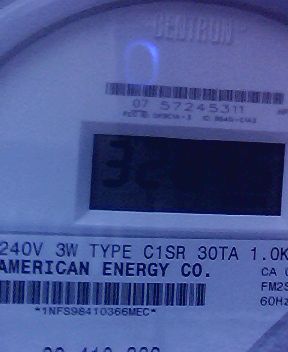 CENTRON
07 57245311
32
240V 3W TYPE C1SR 30TA 1.0K
AMERICAN ENERGY CO.
CA
FM2S
60Hz
*1NFS98410366MEC*